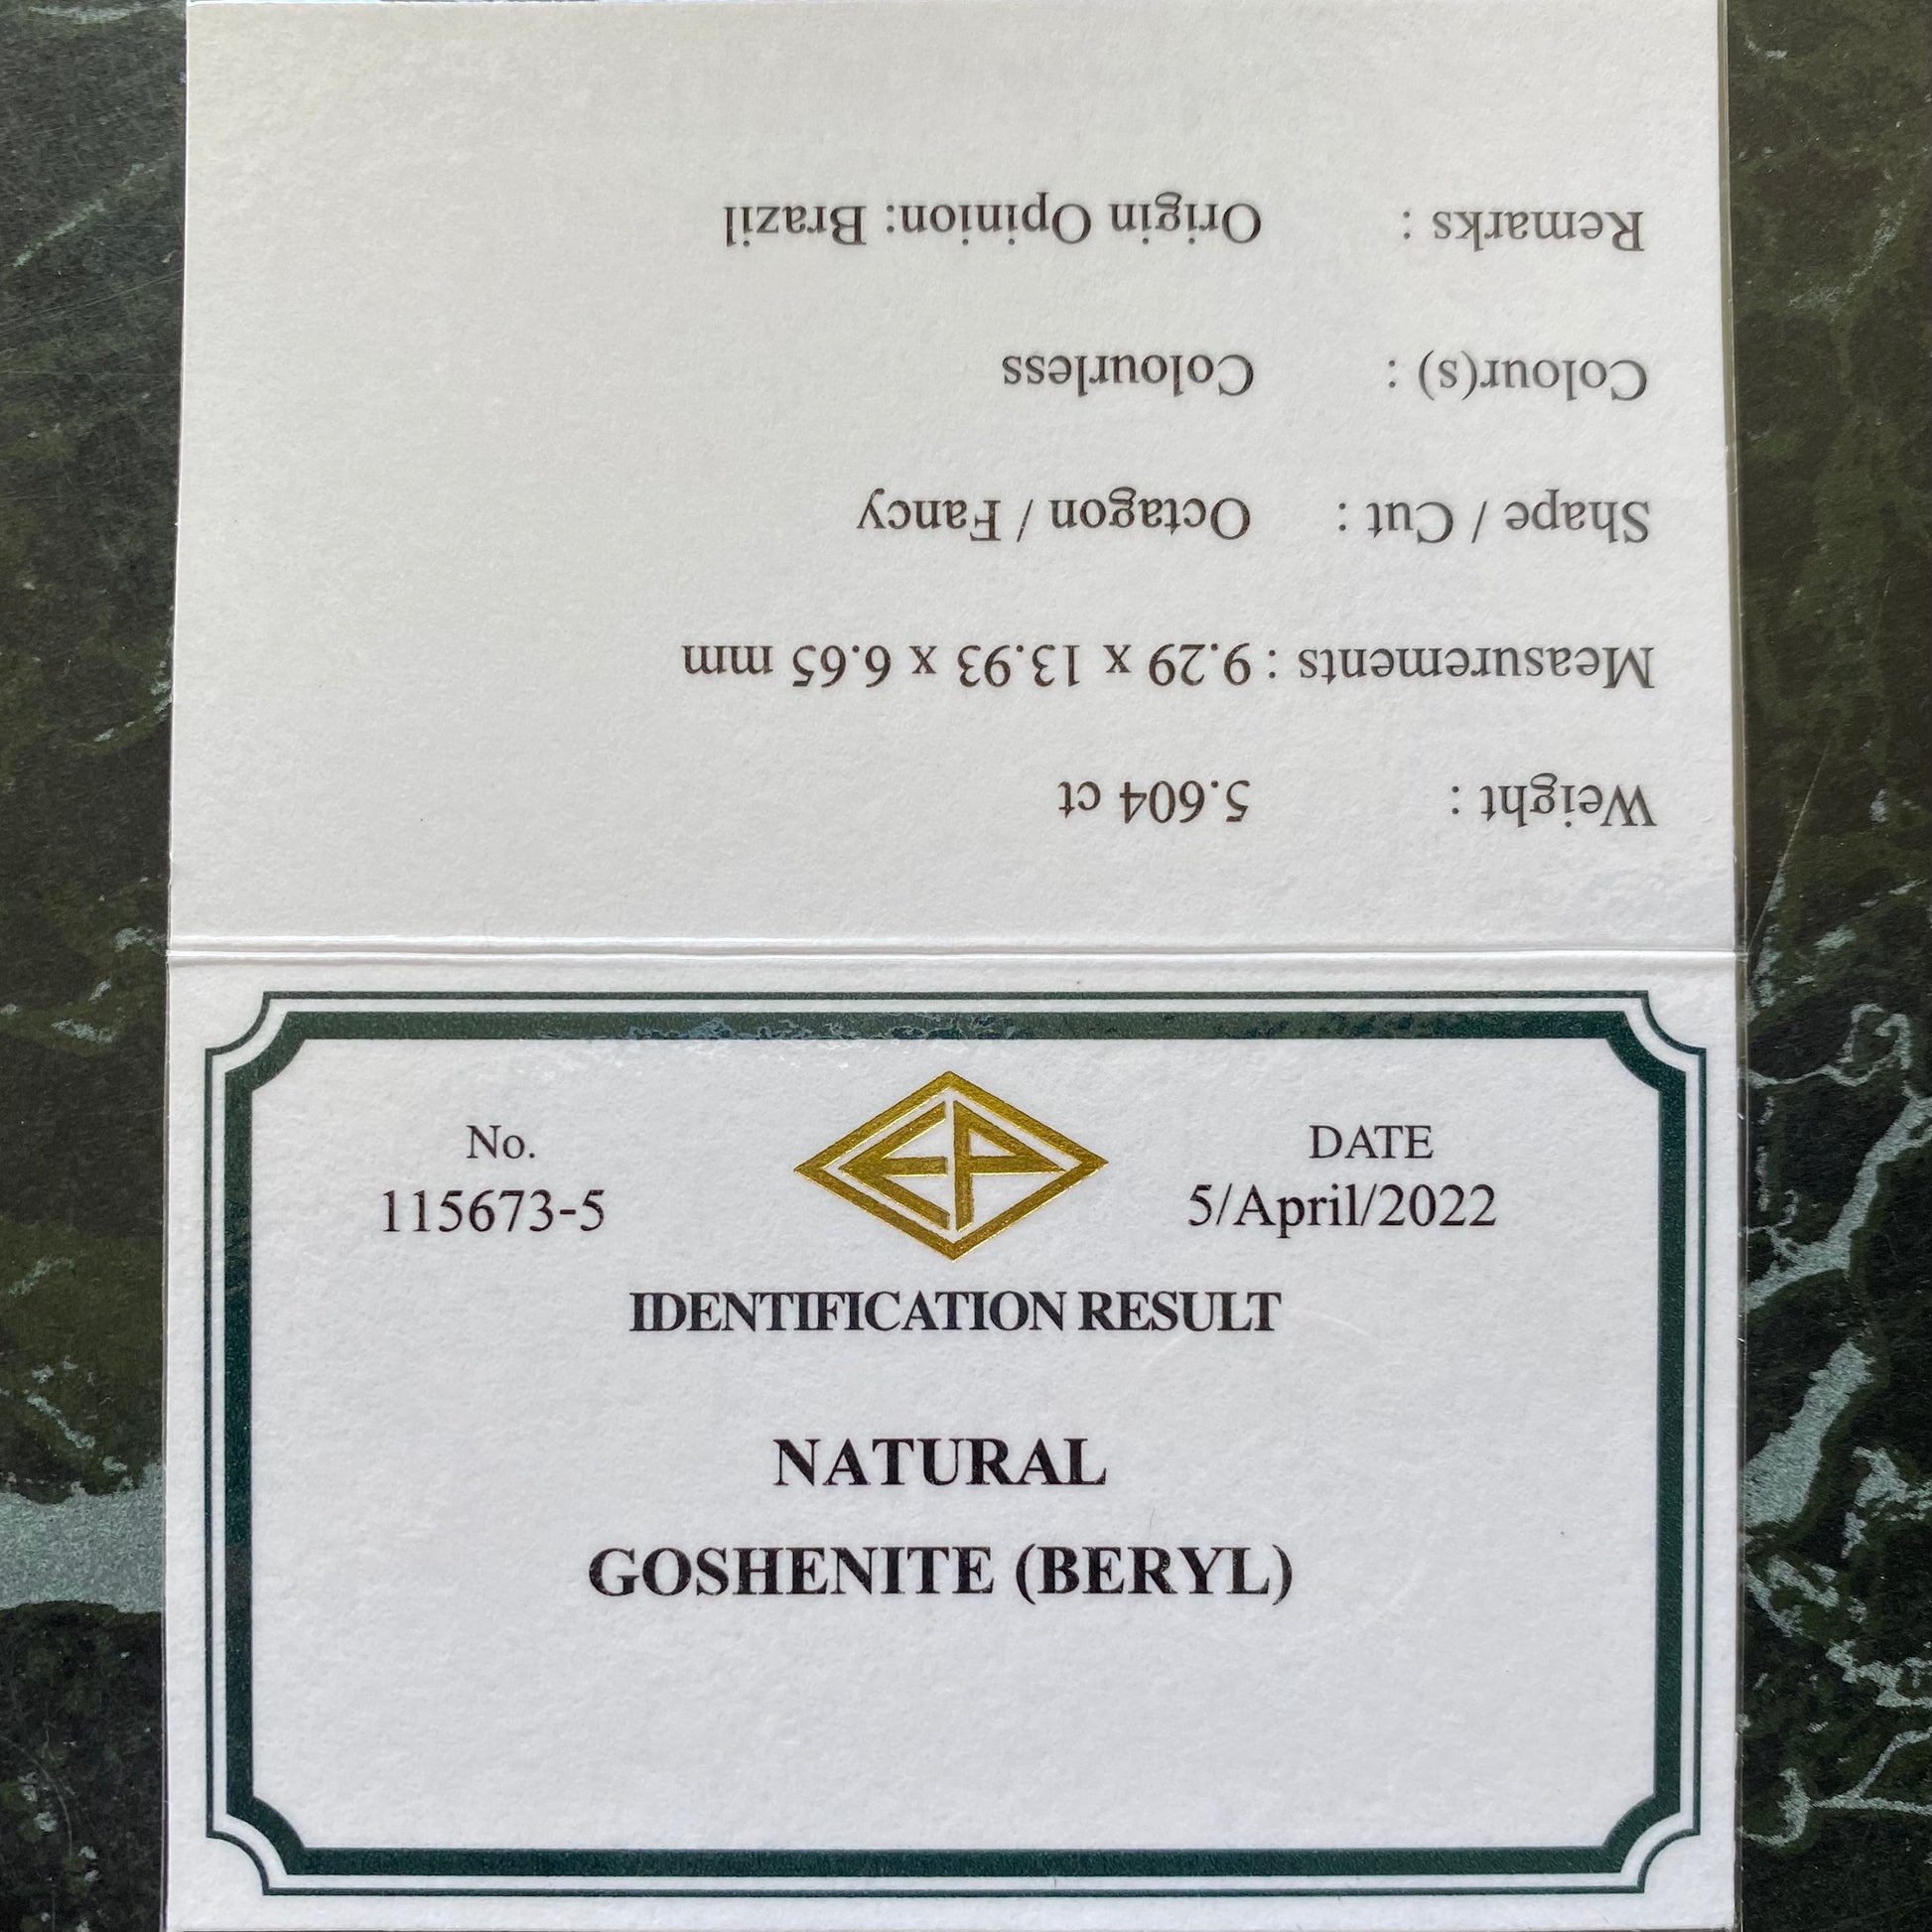 Weight : 5.604 ct
Measurements : 9.29 x 13.93 x 6.65 mm
Shape / Cut : Octagon / Fancy
Colour(s) : Colourless
Remarks : Origin Opinion: Brazil
No.
115673-5
EP
DATE
5/April/2022
IDENTIFICATION RESULT
NATURAL
GOSHENITE (BERYL)